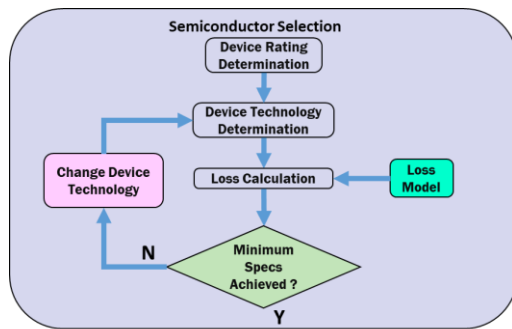 Semiconductor Selection
Device Rating
Determination
Device Technology
Determination
Change Device
Technology
Loss Calculation
Loss
Model
N
Minimum
Specs
Achieved ?
Y